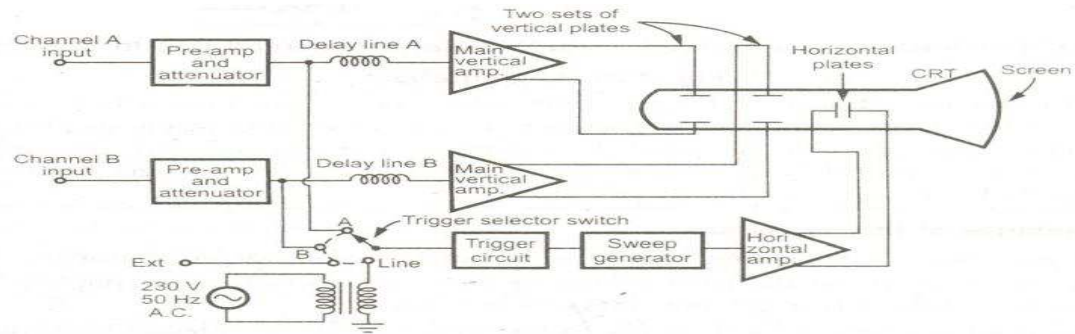 Two sets of
vertical plates
Channel A
input
Pre-amp
and
attenuator
Delay line A
Main
vertical
amp.
Horizontal
plates
CRT
Screen
Channel B
input
Pre-amp
and
attenuator
Delay line B
Main
vertical
amp.
A
Trigger selector switch
B
Ext
Line
Trigger
circuit
Sweep
generator
Hori
zontal
amp.
230 V
50 Hz
A.C.